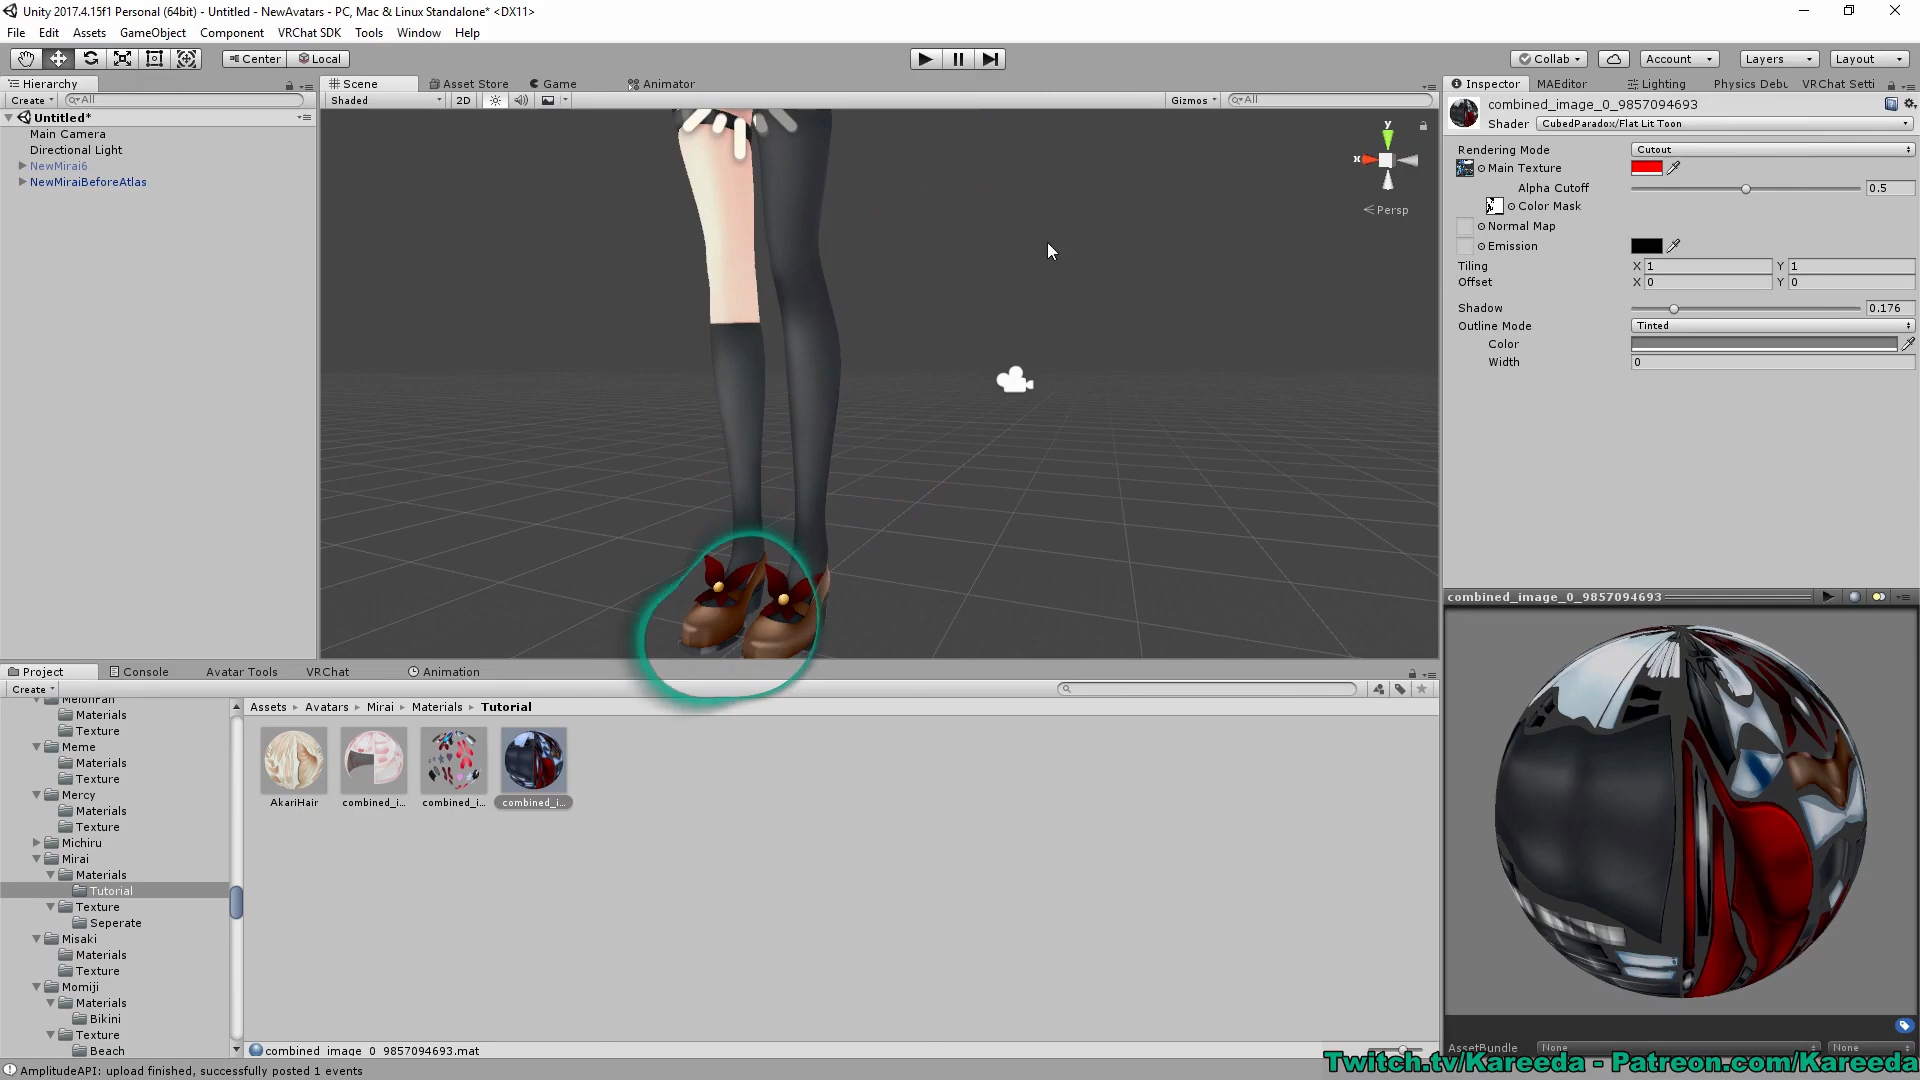 Unity 2017.4.15f1 Personal (64bit) - Untitled - NewAvatars - PC, Mac & Linux Standalone* <DX11>
File Edit Assets GameObject Component VRChat SDK Tools Window Help
Center Local Collab Account Layers Layout
Hierarchy
Create All
Untitled*
Main Camera
Directional Light
NewMirai6
NewMiraiBeforeAtlas
Scene Asset Store Game Animator
Shaded 2D Gizmos All
y
x
Persp
Inspector MAEditor Lighting Physics Debu VRChat Setti
combined_image_0_9857094693
Shader CubedParadox/Flat Lit Toon
Rendering Mode Cutout
Main Texture
Alpha Cutoff 0.5
Color Mask
Normal Map
Emission
Tiling X 1 Y 1
Offset X 0 Y 0
Shadow 0.176
Outline Mode Tinted
Color
Width 0
combined_image_0_9857094693
AssetBundle None None
Project Console Avatar Tools VRChat Animation
Create
MelonPan
Materials
Texture
Meme
Materials
Texture
Mercy
Materials
Texture
Michiru
Mirai
Materials
Tutorial
Texture
Seperate
Misaki
Materials
Texture
Momiji
Materials
Bikini
Texture
Beach
Assets Avatars Mirai Materials Tutorial
AkariHair combined_i... combined_i... combined_i...
combined_image_0_9857094693.mat
AmplitudeAPI: upload finished, successfully posted 1 events
Twitch.tv/Kareeda - Patreon.com/Kareeda